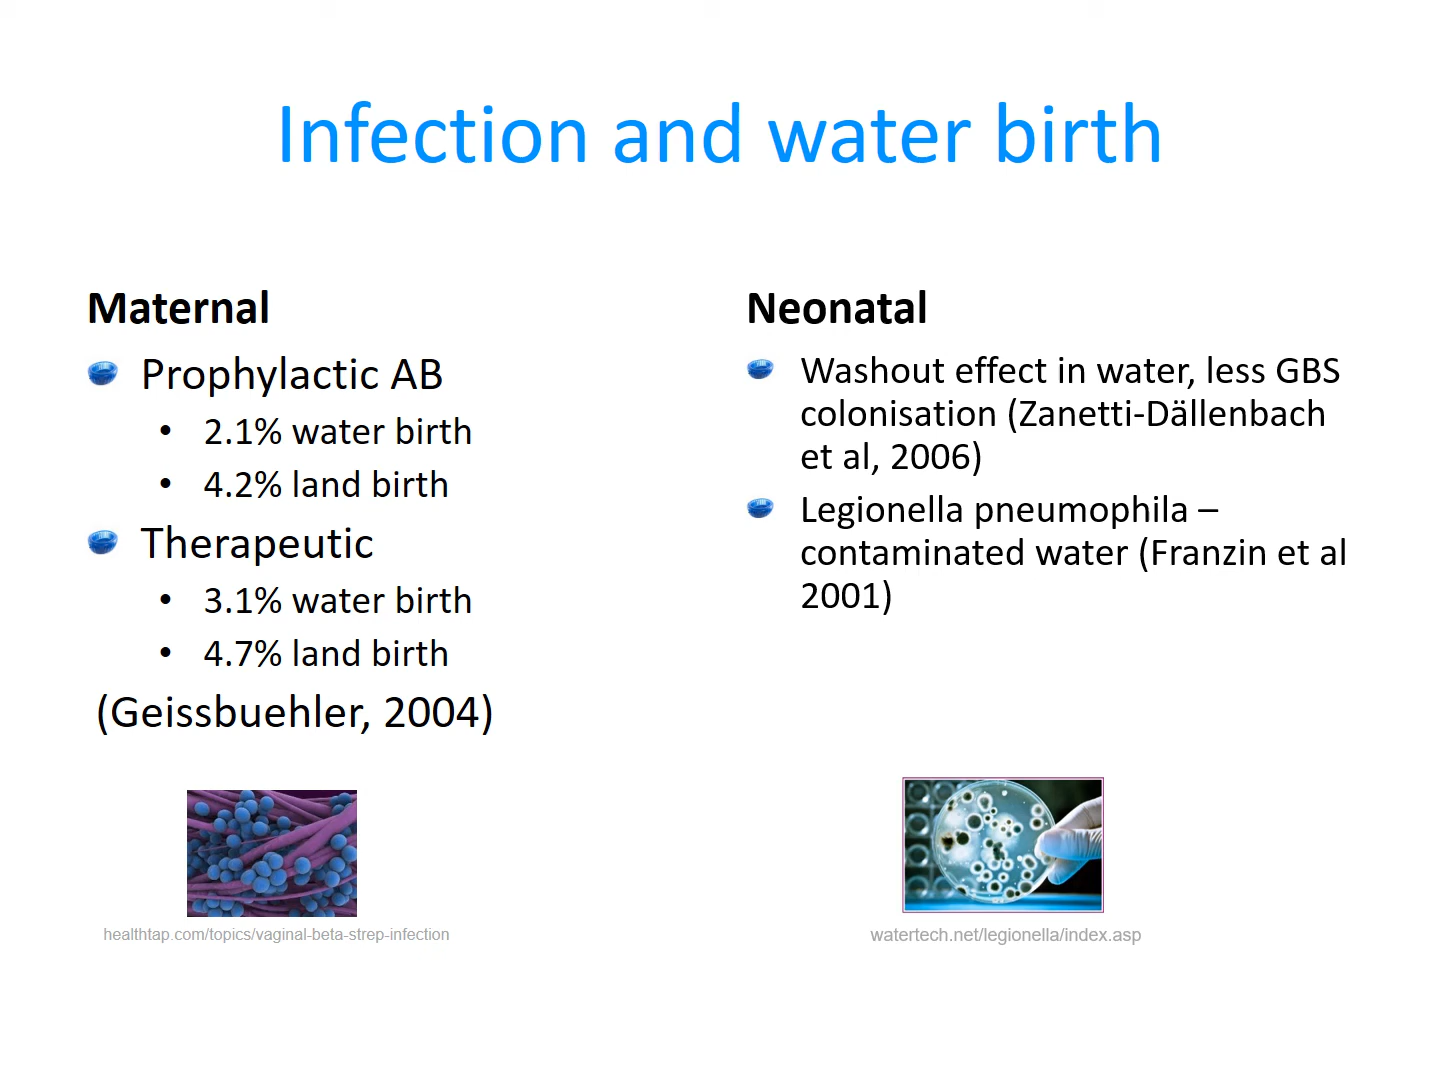 Infection and water birth
Maternal
Prophylactic AB
• 2.1% water birth
• 4.2% land birth
Therapeutic
• 3.1% water birth
• 4.7% land birth
(Geissbuehler, 2004)
healthtap.com/topics/vaginal-beta-strep-infection
Neonatal
Washout effect in water, less GBS
colonisation (Zanetti-Dällenbach
et al, 2006)
Legionella pneumophila –
contaminated water (Franzin et al
2001)
watertech.net/legionella/index.asp